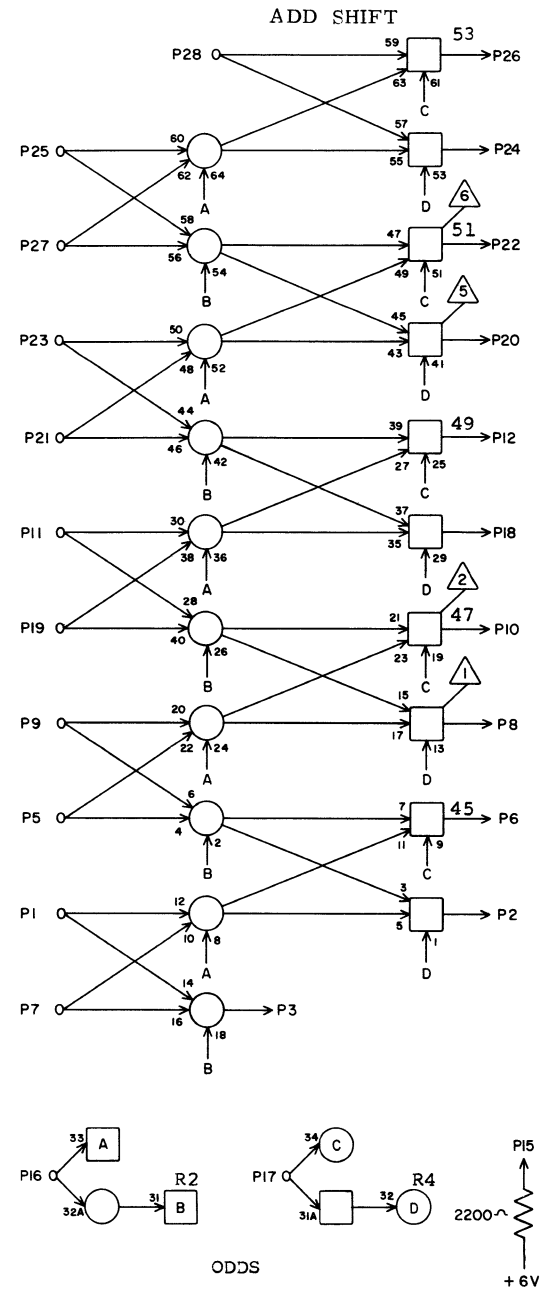 ADD SHIFT
P28 59 53 P26
63 61
C
60 57
P25 55 53 P24
62 64
A D
58 6
P27 56 54 47 51 P22
49 51
B C
50 45 5
P23 43 41 P20
48 52
A D
44 39 49
P21 46 42 P12
27 25
B C
30 37
P11 38 36 35 29 P18
A D
28 21 2
P19 40 26 47 P10
23 19
B C
20 15 1
P9 22 24 17 13 P8
A D
6 7 45
P5 4 2 P6
11 9
B C
12 3
P1 10 8 5 1 P2
A D
14
P7 16 18 P3
B
33 A 34 C P15
P16 R2 P17 R4
32A 31 B 31A 32 D 2200
ODDS
+6V